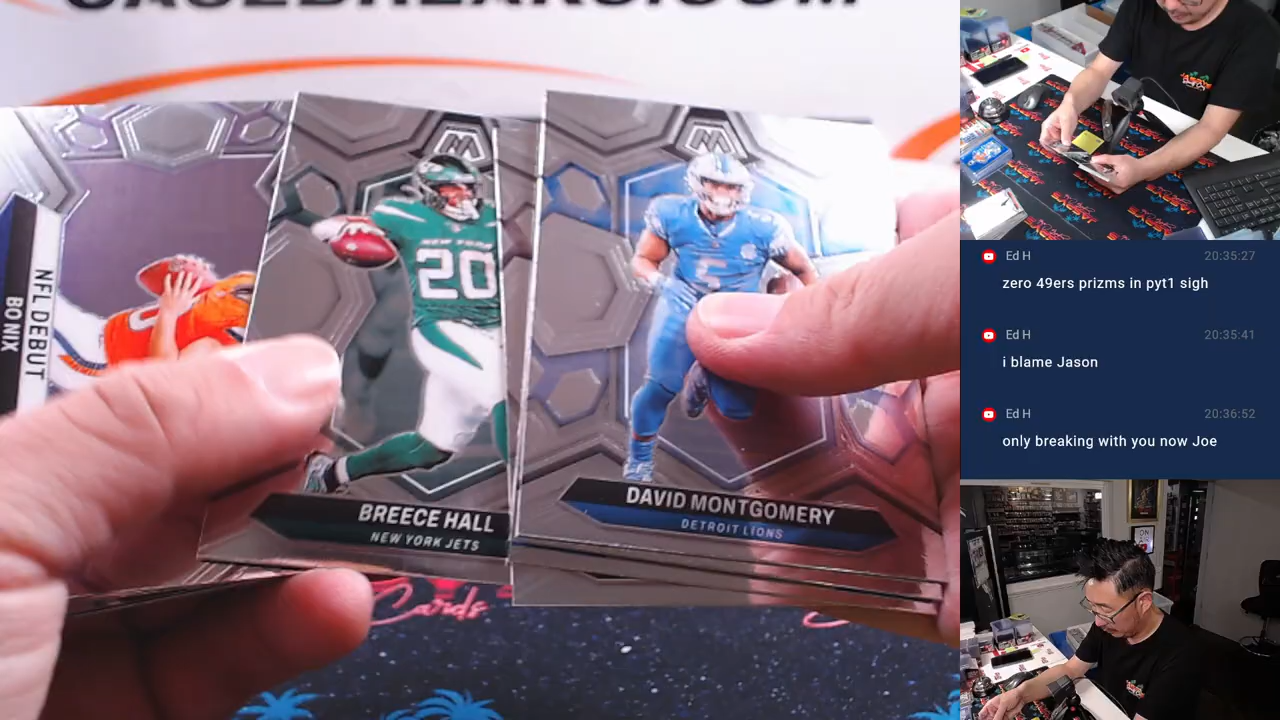 NFL DEBUT
BO NIX
NEW YORK
20
BREECE HALL
NEW YORK JETS
5
DAVID MONTGOMERY
DETROIT LIONS
Cards
Ed H 20:35:27
zero 49ers prizms in pyt1 sigh
Ed H 20:35:41
i blame Jason
Ed H 20:36:52
only breaking with you now Joe